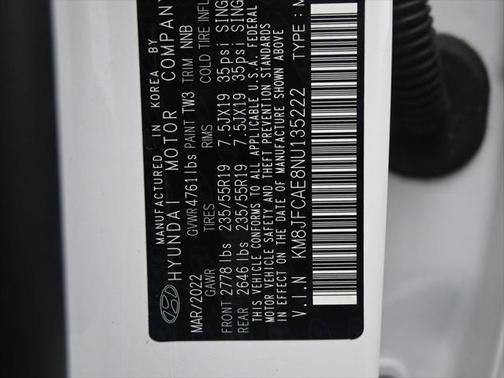 MANUFACTURED IN KOREA BY
HYUNDAI MOTOR COMPANY
MAR/2022 GVWR 4761lbs PAINT TW3 TRIM NNB
GAWR TIRES RIMS COLD TIRE INFL
FRONT 2778 lbs 235/55R19 7.5JX19 35psi SING
REAR 2646 lbs 235/55R19 7.5JX19 35psi SING
THIS VEHICLE CONFORMS TO ALL APPLICABLE U.S.A. FEDERAL
MOTOR VEHICLE SAFETY AND THEFT PREVENTION STANDARDS
IN EFFECT ON THE DATE OF MANUFACTURE SHOWN ABOVE
V.I.N KM8JFCAE8NU135222 TYPE : M